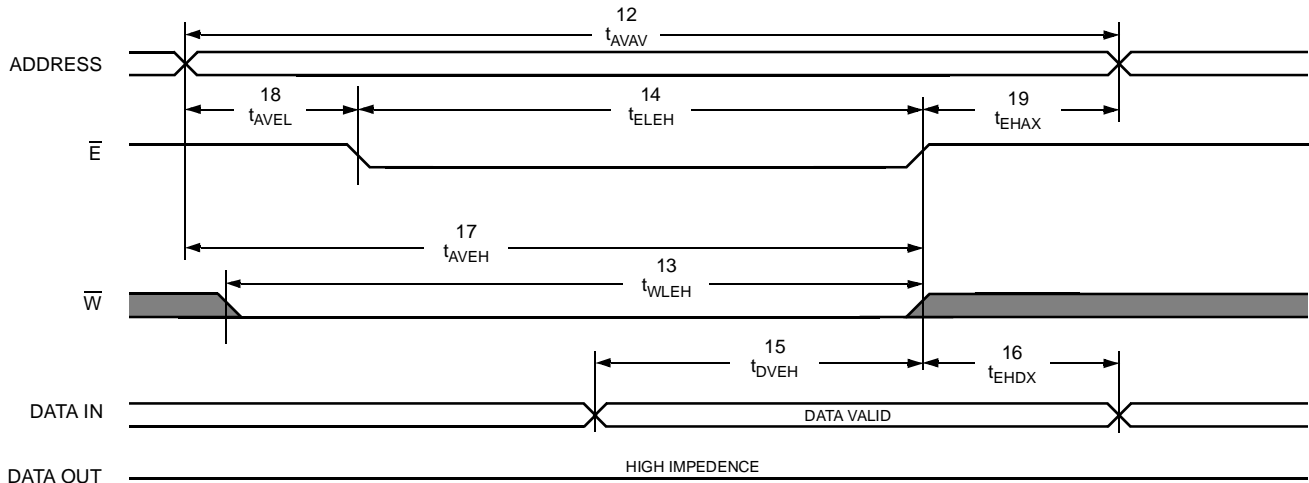 12
tAVAV
ADDRESS
18
tAVEL
14
tELEH
19
tEHAX
E
17
tAVEH
13
tWLEH
W
15
tDVEH
16
tEHDX
DATA IN
DATA VALID
DATA OUT
HIGH IMPEDENCE